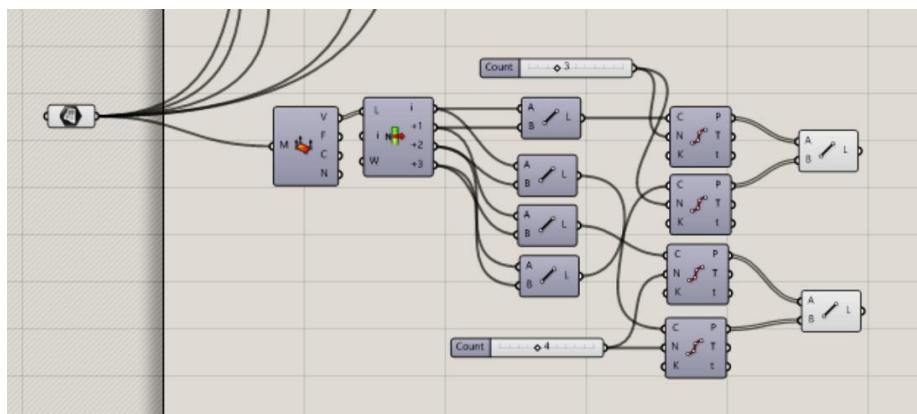 Count 3
M V F C N
L i W i +1 +2 +3
A B L
A B L
A B L
A B L
C N K P T t
C N K P T t
A B L
C N K P T t
A B L
Count 4
C N K P T t